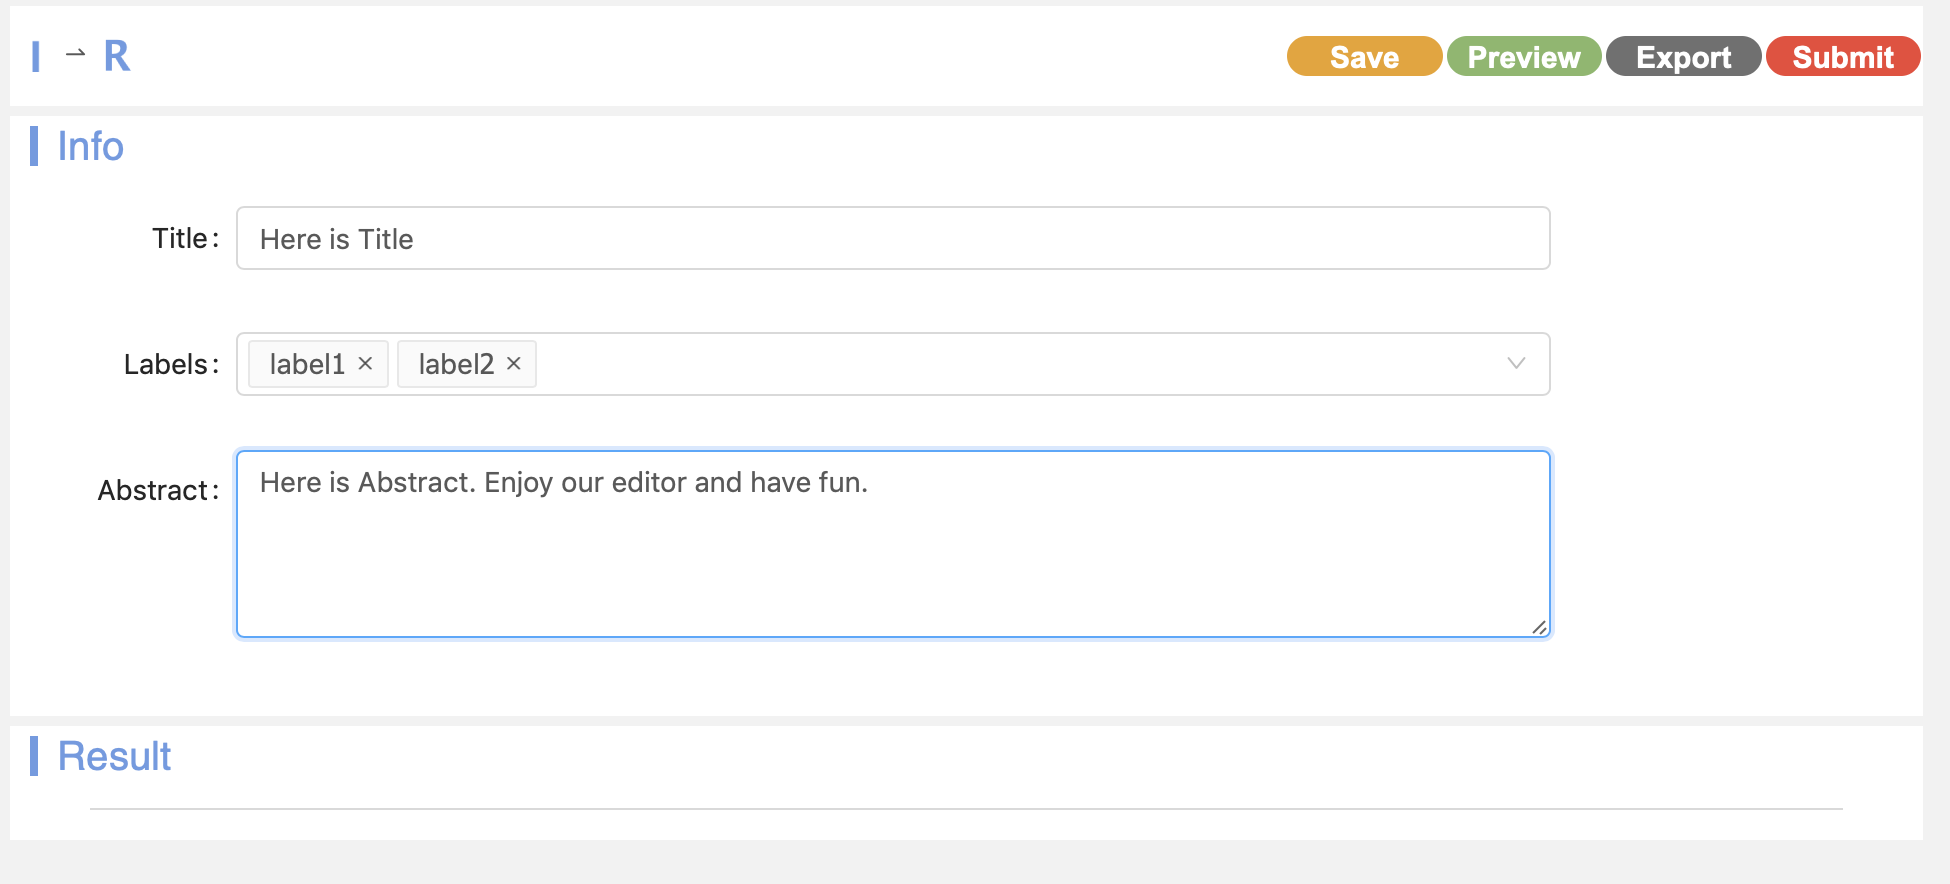 I → R
Save Preview Export Submit
Info
Title: Here is Title
Labels: label1 × label2 ×
Abstract: Here is Abstract. Enjoy our editor and have fun.
Result